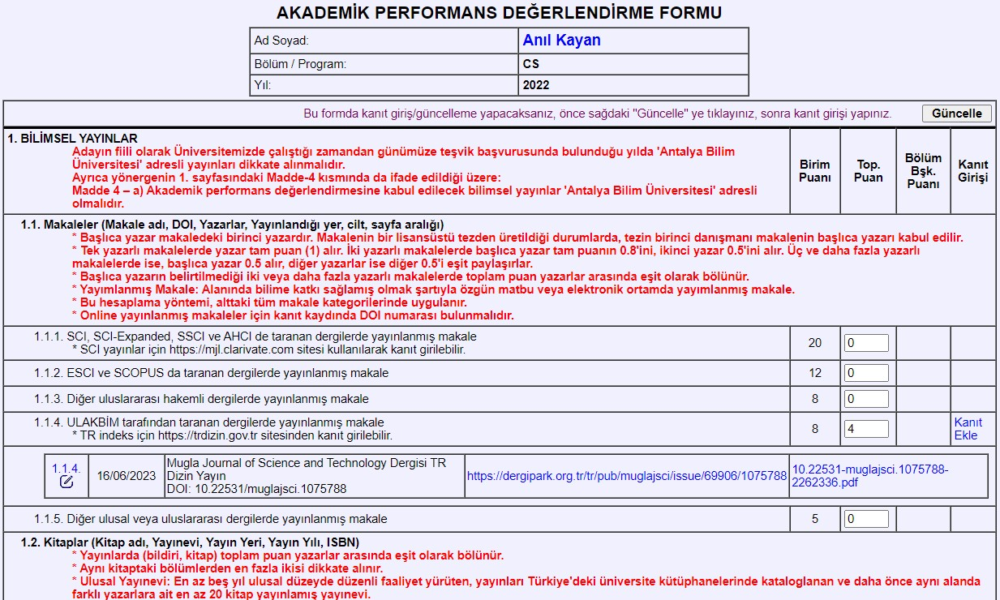 AKADEMİK PERFORMANS DEĞERLENDİRME FORMU
Ad Soyad: Anıl Kayan
Bölüm / Program: CS
Yıl: 2022
Bu formda kanıt giriş/güncelleme yapacaksanız, önce sağdaki "Güncelle" ye tıklayınız, sonra kanıt girişi yapınız. Güncelle
1. BİLİMSEL YAYINLAR
Adayın fiili olarak Üniversitemizde çalıştığı zamandan günümüze teşvik başvurusunda bulunduğu yılda 'Antalya Bilim
Üniversitesi' adresli yayınları dikkate alınmalıdır.
Ayrıca yönergenin 1. sayfasındaki Madde-4 kısmında da ifade edildiği üzere:
Madde 4 – a) Akademik performans değerlendirmesine kabul edilecek bilimsel yayınlar 'Antalya Bilim Üniversitesi' adresli
olmalıdır.
Birim
Puanı
Top.
Puan
Bölüm
Bşk.
Puanı
Kanıt
Girişi
1.1. Makaleler (Makale adı, DOI, Yazarlar, Yayınlandığı yer, cilt, sayfa aralığı)
* Başlıca yazar makaledeki birinci yazardır. Makalenin bir lisansüstü tezden üretildiği durumlarda, tezin birinci danışmanı makalenin başlıca yazarı kabul edilir.
* Tek yazarlı makalelerde yazar tam puan (1) alır. İki yazarlı makalelerde başlıca yazar tam puanın 0.8'ini, ikinci yazar 0.5'ini alır. Üç ve daha fazla yazarlı
makalelerde ise, başlıca yazar 0.5 alır, diğer yazarlar ise diğer 0.5'i eşit paylaşırlar.
* Başlıca yazarın belirtilmediği iki veya daha fazla yazarlı makalelerde toplam puan yazarlar arasında eşit olarak bölünür.
* Yayımlanmış Makale: Alanında bilime katkı sağlamış olmak şartıyla özgün matbu veya elektronik ortamda yayımlanmış makale.
* Bu hesaplama yöntemi, alttaki tüm makale kategorilerinde uygulanır.
* Online yayınlanmış makaleler için kanıt kaydında DOI numarası bulunmalıdır.
1.1.1. SCI, SCI-Expanded, SSCI ve AHCI de taranan dergilerde yayınlanmış makale
* SCI yayınlar için https://mjl.clarivate.com sitesi kullanılarak kanıt girilebilir.
20 0
1.1.2. ESCI ve SCOPUS da taranan dergilerde yayınlanmış makale 12 0
1.1.3. Diğer uluslararası hakemli dergilerde yayınlanmış makale 8 0
1.1.4. ULAKBİM tarafından taranan dergilerde yayınlanmış makale
* TR indeks için https://trdizin.gov.tr sitesinden kanıt girilebilir.
8 4
Kanıt
Ekle
1.1.4.
16/06/2023
Mugla Journal of Science and Technology Dergisi TR
Dizin Yayın
DOI: 10.22531/muglajsci.1075788
https://dergipark.org.tr/tr/pub/muglajsci/issue/69906/1075788
10.22531-muglajsci.1075788-
2262336.pdf
1.1.5. Diğer ulusal veya uluslararası dergilerde yayınlanmış makale 5 0
1.2. Kitaplar (Kitap adı, Yayınevi, Yayın Yeri, Yayın Yılı, ISBN)
* Yayınlarda (bildiri, kitap) toplam puan yazarlar arasında eşit olarak bölünür.
* Aynı kitaptaki bölümlerden en fazla ikisi dikkate alınır.
* Ulusal Yayınevi: En az beş yıl ulusal düzeyde düzenli faaliyet yürüten, yayınları Türkiye'deki üniversite kütüphanelerinde kataloglanan ve daha önce aynı alanda
farklı yazarlara ait en az 20 kitap yayınlamış yayınevi.